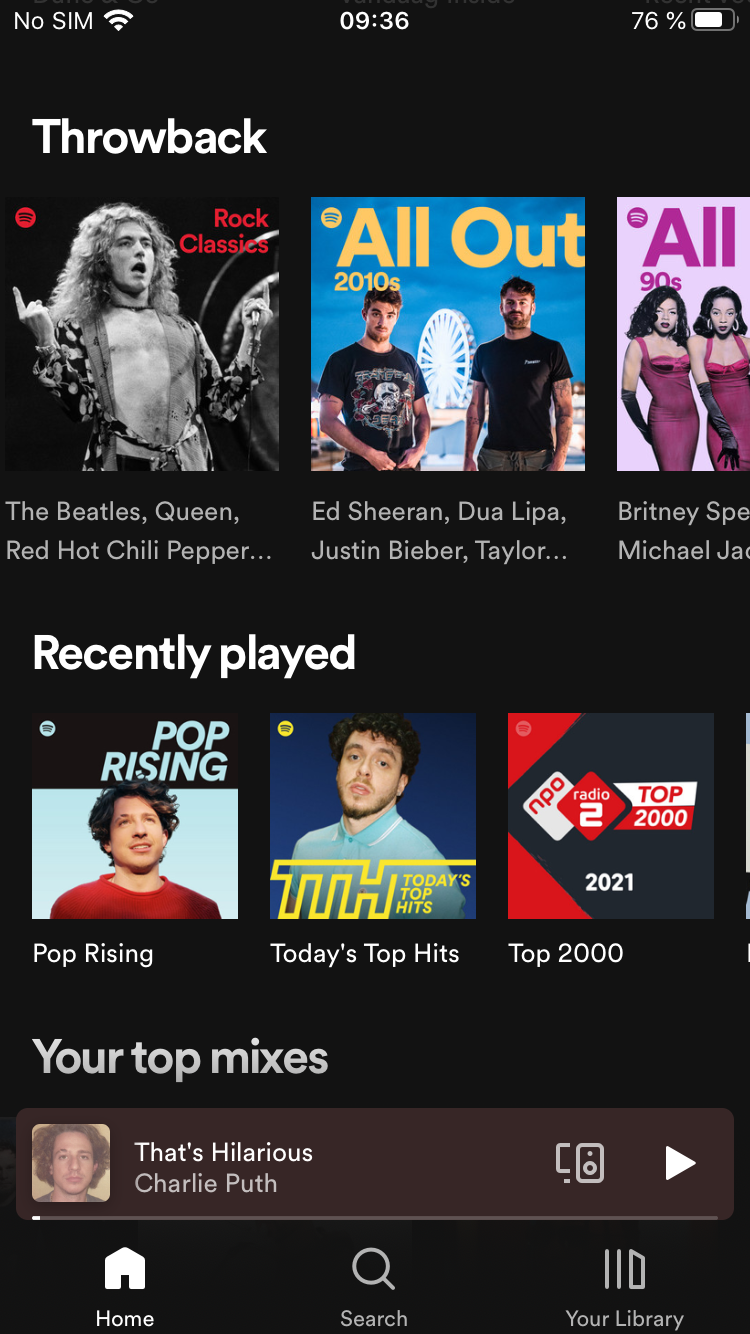 No SIM 09:36 76 %
Throwback
Rock
Classics
All Out
2010s
All
90s
The Beatles, Queen,
Red Hot Chili Pepper...
Ed Sheeran, Dua Lipa,
Justin Bieber, Taylor...
Britney Spe
Michael Jac
Recently played
POP
RISING
TTH TODAY'S
TOP
HITS
npo radio 2 TOP
2000
2021
Pop Rising
Today's Top Hits
Top 2000
Your top mixes
That's Hilarious
Charlie Puth
Home
Search
Your Library